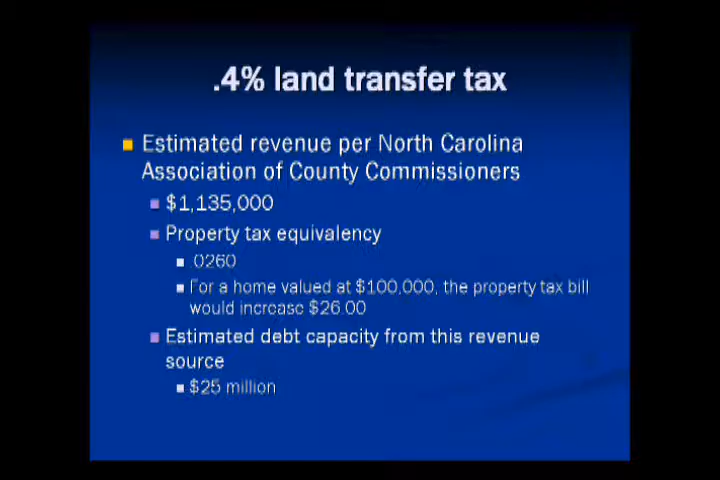 .4% land transfer tax
Estimated revenue per North Carolina
Association of County Commissioners
$1,135,000
Property tax equivalency
.0260
For a home valued at $100,000, the property tax bill
would increase $26.00
Estimated debt capacity from this revenue
source
$25 million